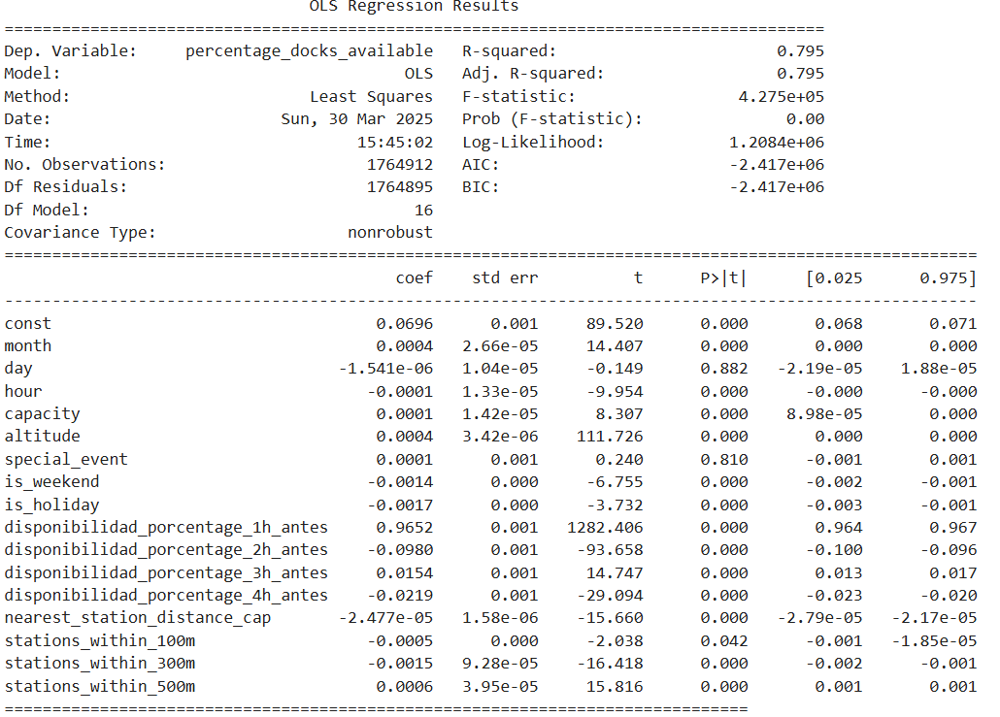 OLS Regression Results
==============================================================================
Dep. Variable: percentage_docks_available R-squared: 0.795
Model: OLS Adj. R-squared: 0.795
Method: Least Squares F-statistic: 4.275e+05
Date: Sun, 30 Mar 2025 Prob (F-statistic): 0.00
Time: 15:45:02 Log-Likelihood: 1.2084e+06
No. Observations: 1764912 AIC: -2.417e+06
Df Residuals: 1764895 BIC: -2.417e+06
Df Model: 16
Covariance Type: nonrobust
==============================================================================
coef std err t P>|t| [0.025 0.975]
------------------------------------------------------------------------------
const 0.0696 0.001 89.520 0.000 0.068 0.071
month 0.0004 2.66e-05 14.407 0.000 0.000 0.000
day -1.541e-06 1.04e-05 -0.149 0.882 -2.19e-05 1.88e-05
hour -0.0001 1.33e-05 -9.954 0.000 -0.000 -0.000
capacity 0.0001 1.42e-05 8.307 0.000 8.98e-05 0.000
altitude 0.0004 3.42e-06 111.726 0.000 0.000 0.000
special_event 0.0001 0.001 0.240 0.810 -0.001 0.001
is_weekend -0.0014 0.000 -6.755 0.000 -0.002 -0.001
is_holiday -0.0017 0.000 -3.732 0.000 -0.003 -0.001
disponibilidad_porcentage_1h_antes 0.9652 0.001 1282.406 0.000 0.964 0.967
disponibilidad_porcentage_2h_antes -0.0980 0.001 -93.658 0.000 -0.100 -0.096
disponibilidad_porcentage_3h_antes 0.0154 0.001 14.747 0.000 0.013 0.017
disponibilidad_porcentage_4h_antes -0.0219 0.001 -29.094 0.000 -0.023 -0.020
nearest_station_distance_cap -2.477e-05 1.58e-06 -15.660 0.000 -2.79e-05 -2.17e-05
stations_within_100m -0.0005 0.000 -2.038 0.042 -0.001 -1.85e-05
stations_within_300m -0.0015 9.28e-05 -16.418 0.000 -0.002 -0.001
stations_within_500m 0.0006 3.95e-05 15.816 0.000 0.001 0.001
==============================================================================